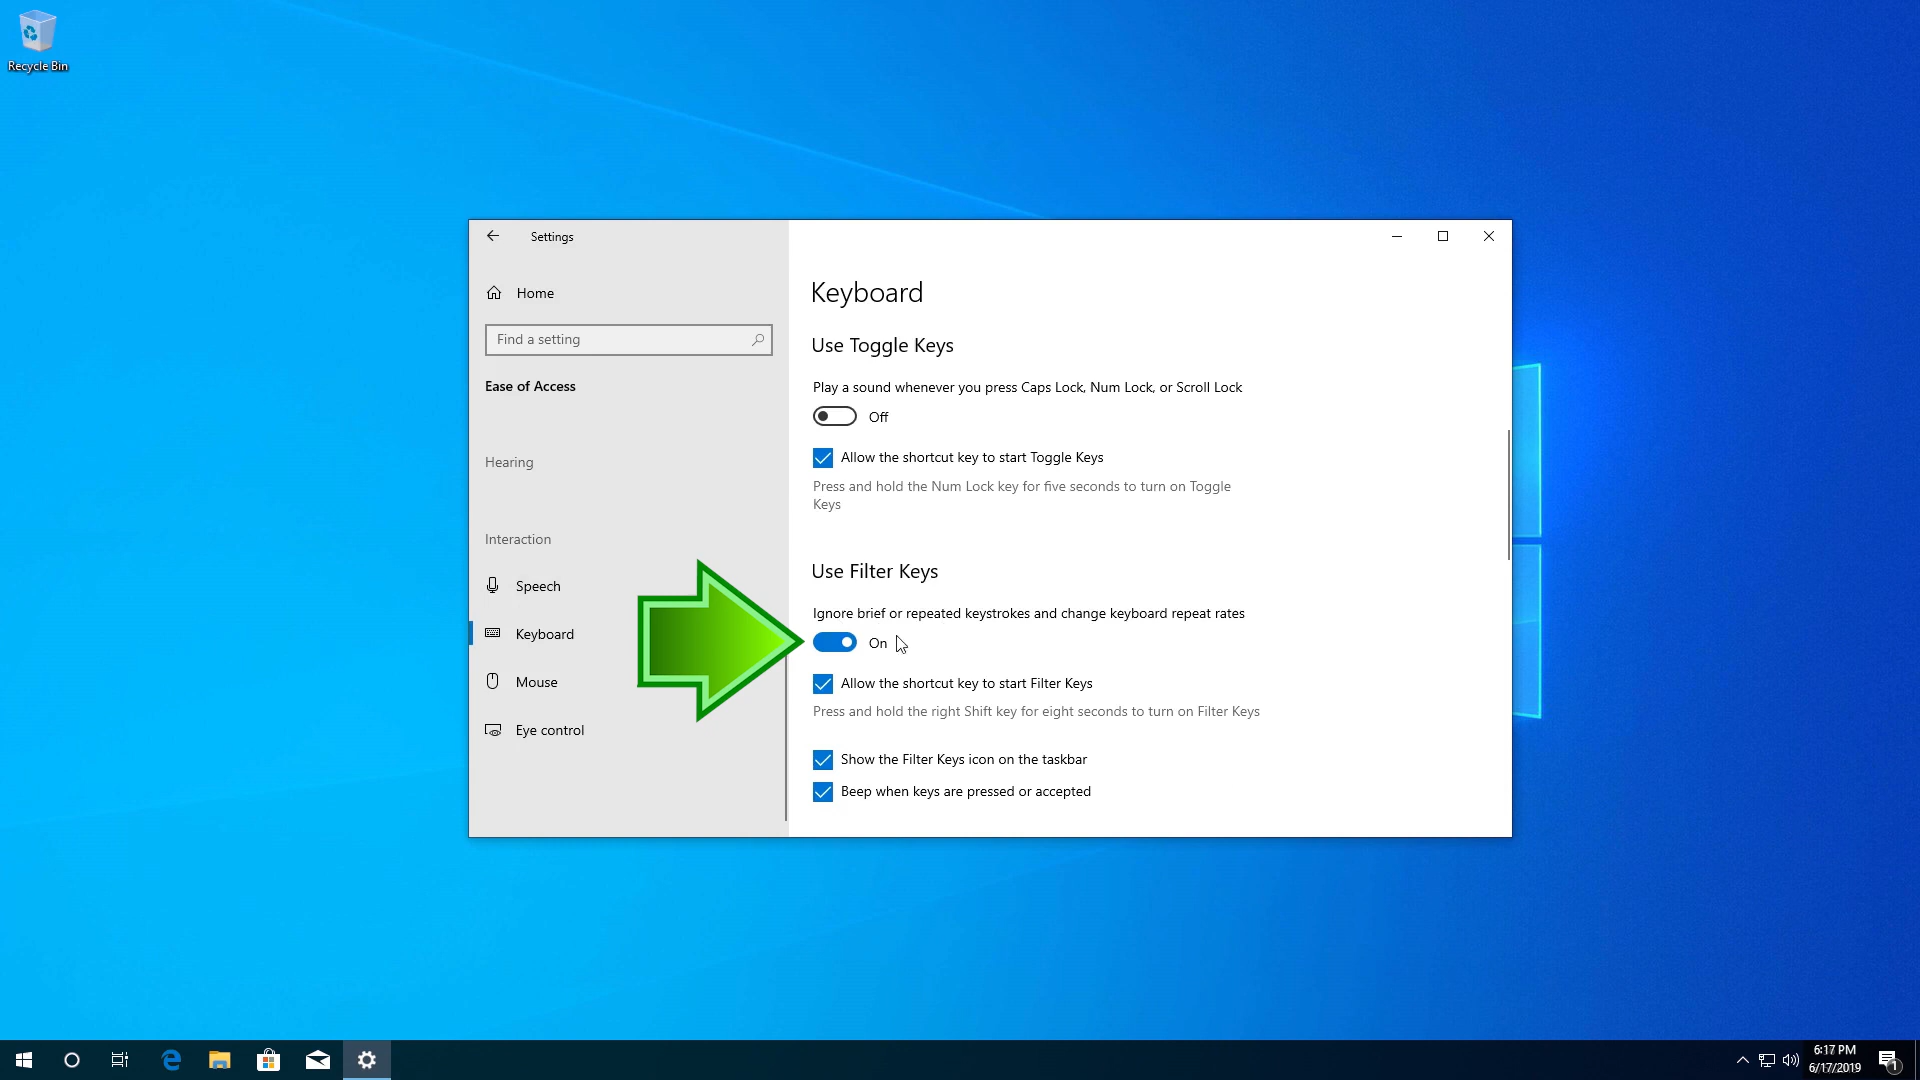 Recycle Bin
Settings
Home
Find a setting
Ease of Access
Hearing
Interaction
Speech
Keyboard
Mouse
Eye control
Keyboard
Use Toggle Keys
Play a sound whenever you press Caps Lock, Num Lock, or Scroll Lock
Off
Allow the shortcut key to start Toggle Keys
Press and hold the Num Lock key for five seconds to turn on Toggle
Keys
Use Filter Keys
Ignore brief or repeated keystrokes and change keyboard repeat rates
On
Allow the shortcut key to start Filter Keys
Press and hold the right Shift key for eight seconds to turn on Filter Keys
Show the Filter Keys icon on the taskbar
Beep when keys are pressed or accepted
6:17 PM
6/17/2019
1